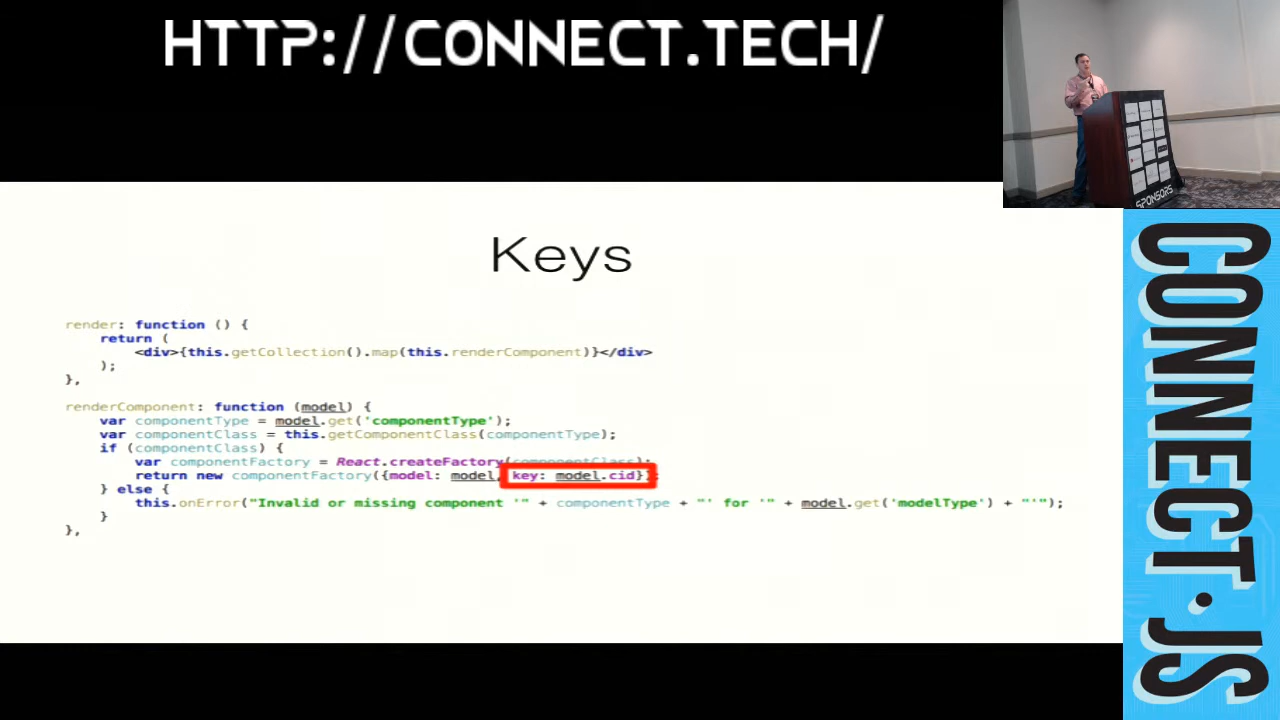 HTTP://CONNECT.TECH/
SPONSORS
Keys
render: function () {
return (
<div>{this.getCollection().map(this.renderComponent)}</div>
);
},
renderComponent: function (model) {
var componentType = model.get('componentType');
var componentClass = this.getComponentClass(componentType);
if (componentClass) {
var componentFactory = React.createFactory(componentClass);
return new componentFactory({model: model, key: model.cid});
} else {
this.onError("Invalid or missing component '" + componentType + "' for '" + model.get('modelType') + "'");
}
},
CONNECT.JS